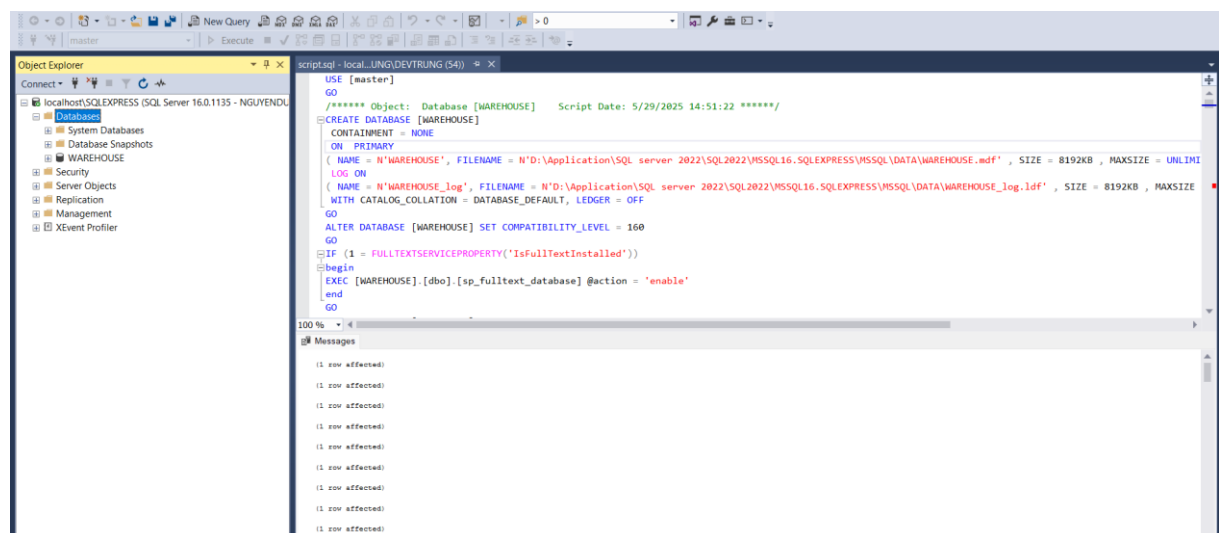 New Query
> 0
master
Execute
Object Explorer
Connect
localhost\SQLEXPRESS (SQL Server 16.0.1135 - NGUYENDU
Databases
System Databases
Database Snapshots
WAREHOUSE
Security
Server Objects
Replication
Management
XEvent Profiler
script.sql - local...UNG\DEVTRUNG (54))
USE [master]
GO
/****** Object:  Database [WAREHOUSE]    Script Date: 5/29/2025 14:51:22 ******/
CREATE DATABASE [WAREHOUSE]
CONTAINMENT = NONE
ON  PRIMARY
( NAME = N'WAREHOUSE', FILENAME = N'D:\Application\SQL server 2022\SQL2022\MSSQL16.SQLEXPRESS\MSSQL\DATA\WAREHOUSE.mdf' , SIZE = 8192KB , MAXSIZE = UNLIMI
LOG ON
( NAME = N'WAREHOUSE_log', FILENAME = N'D:\Application\SQL server 2022\SQL2022\MSSQL16.SQLEXPRESS\MSSQL\DATA\WAREHOUSE_log.ldf' , SIZE = 8192KB , MAXSIZE
WITH CATALOG_COLLATION = DATABASE_DEFAULT, LEDGER = OFF
GO
ALTER DATABASE [WAREHOUSE] SET COMPATIBILITY_LEVEL = 160
GO
IF (1 = FULLTEXTSERVICEPROPERTY('IsFullTextInstalled'))
begin
EXEC [WAREHOUSE].[dbo].[sp_fulltext_database] @action = 'enable'
end
GO
100 %
Messages
(1 row affected)
(1 row affected)
(1 row affected)
(1 row affected)
(1 row affected)
(1 row affected)
(1 row affected)
(1 row affected)
(1 row affected)